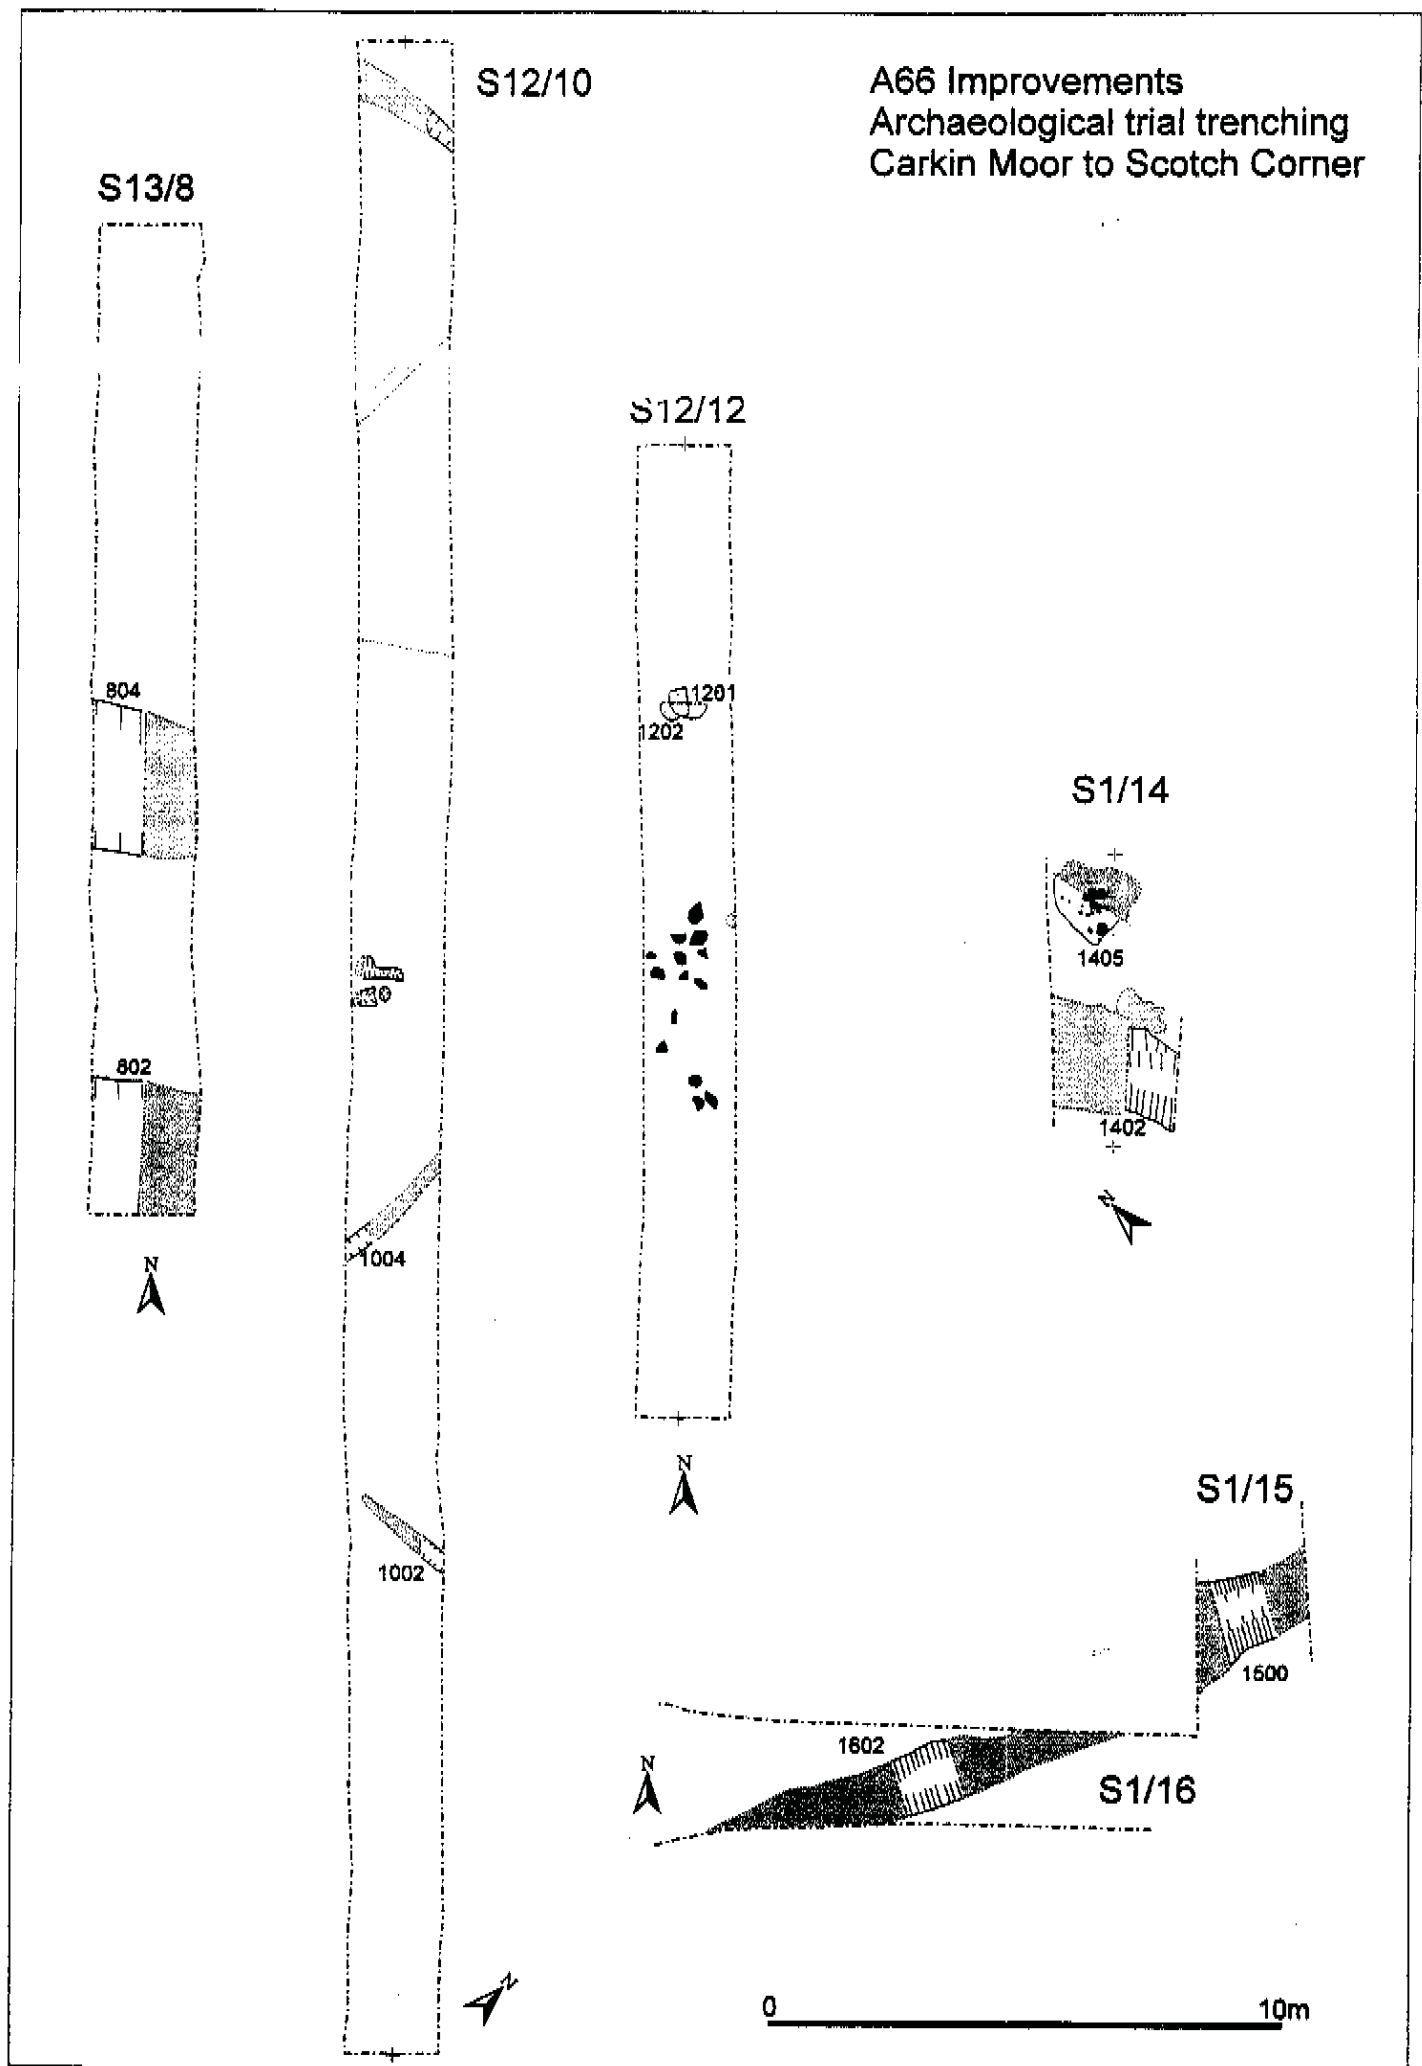 A66 Improvements
Archaeological trial trenching
Carkin Moor to Scotch Corner
S12/10
S13/8
S12/12
804
1201
1202
S1/14
1405
802
1402
N
1004
N
N
1002
S1/15
1500
1602
N
S1/16
N
0
10m